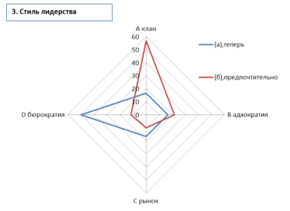 3. Стиль лидерства
А клан
60
50
40
30
20
10
0
(а),теперь
(б),предпочтительно
D бюрократия
В адхократия
С рынок